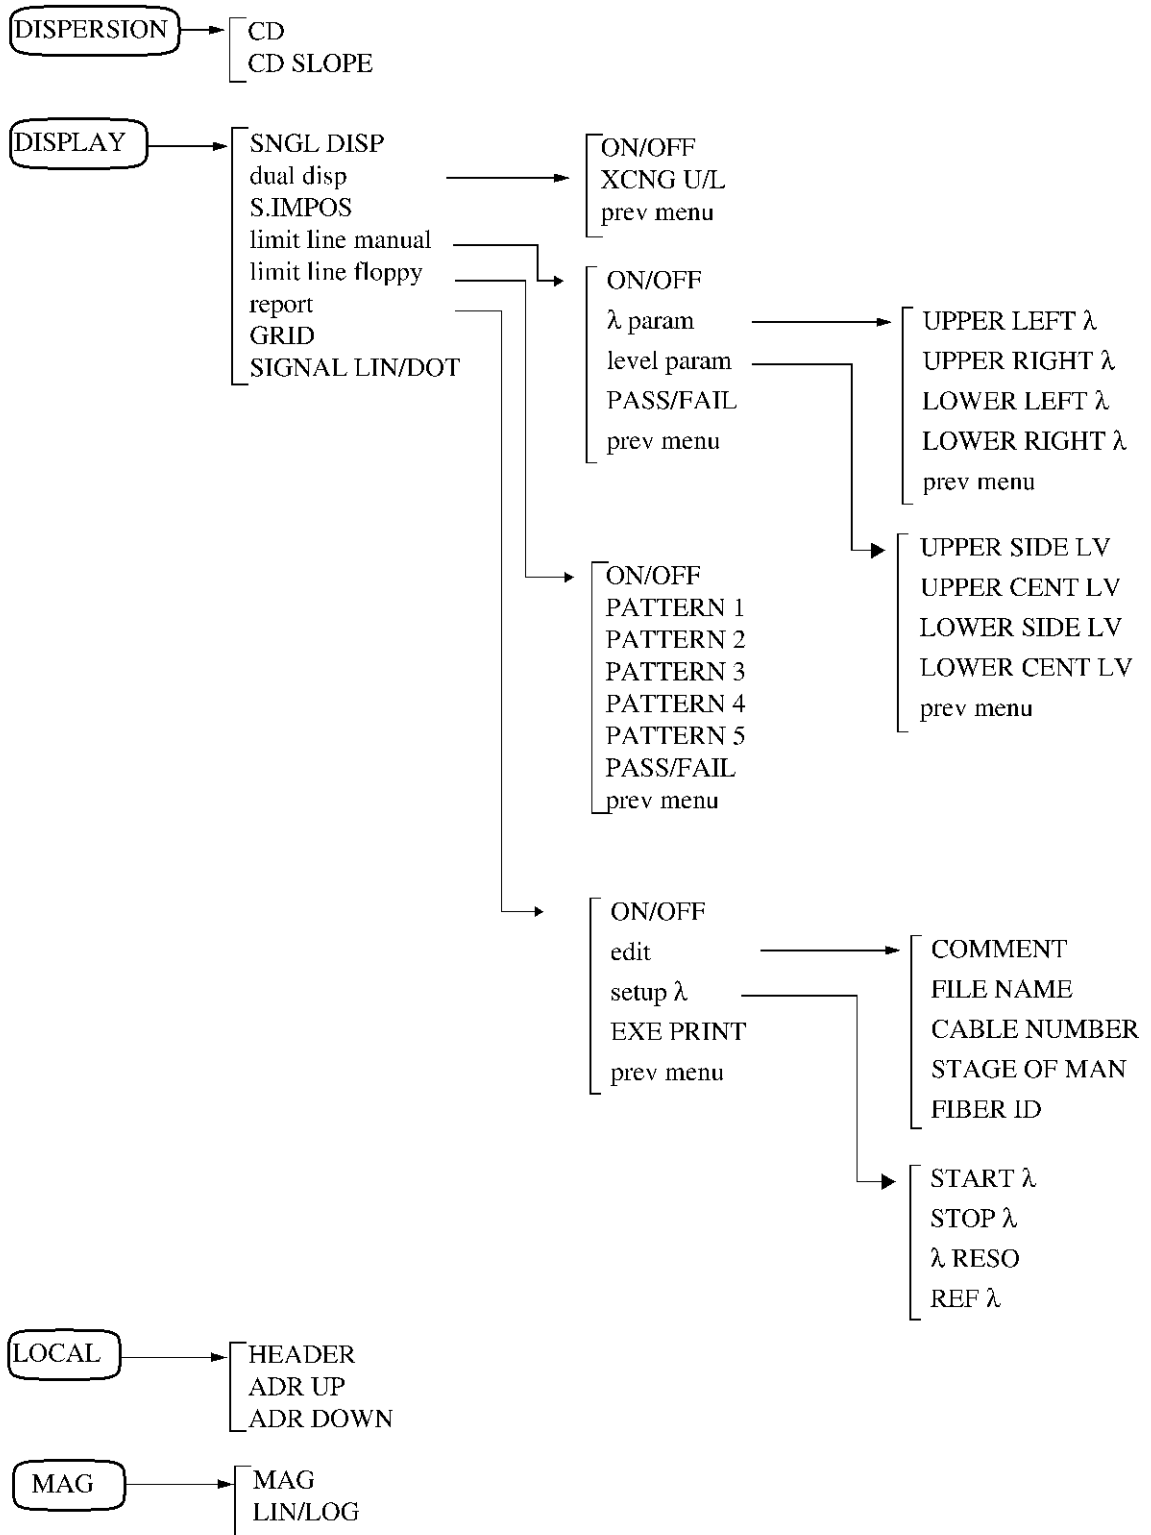 DISPERSION
CD
CD SLOPE
DISPLAY
SNGL DISP
dual disp
S.IMPOS
limit line manual
limit line floppy
report
GRID
SIGNAL LIN/DOT
ON/OFF
XCNG U/L
prev menu
ON/OFF
λ param
level param
PASS/FAIL
prev menu
UPPER LEFT λ
UPPER RIGHT λ
LOWER LEFT λ
LOWER RIGHT λ
prev menu
UPPER SIDE LV
UPPER CENT LV
LOWER SIDE LV
LOWER CENT LV
prev menu
ON/OFF
PATTERN 1
PATTERN 2
PATTERN 3
PATTERN 4
PATTERN 5
PASS/FAIL
prev menu
ON/OFF
edit
setup λ
EXE PRINT
prev menu
COMMENT
FILE NAME
CABLE NUMBER
STAGE OF MAN
FIBER ID
START λ
STOP λ
λ RESO
REF λ
LOCAL
HEADER
ADR UP
ADR DOWN
MAG
MAG
LIN/LOG